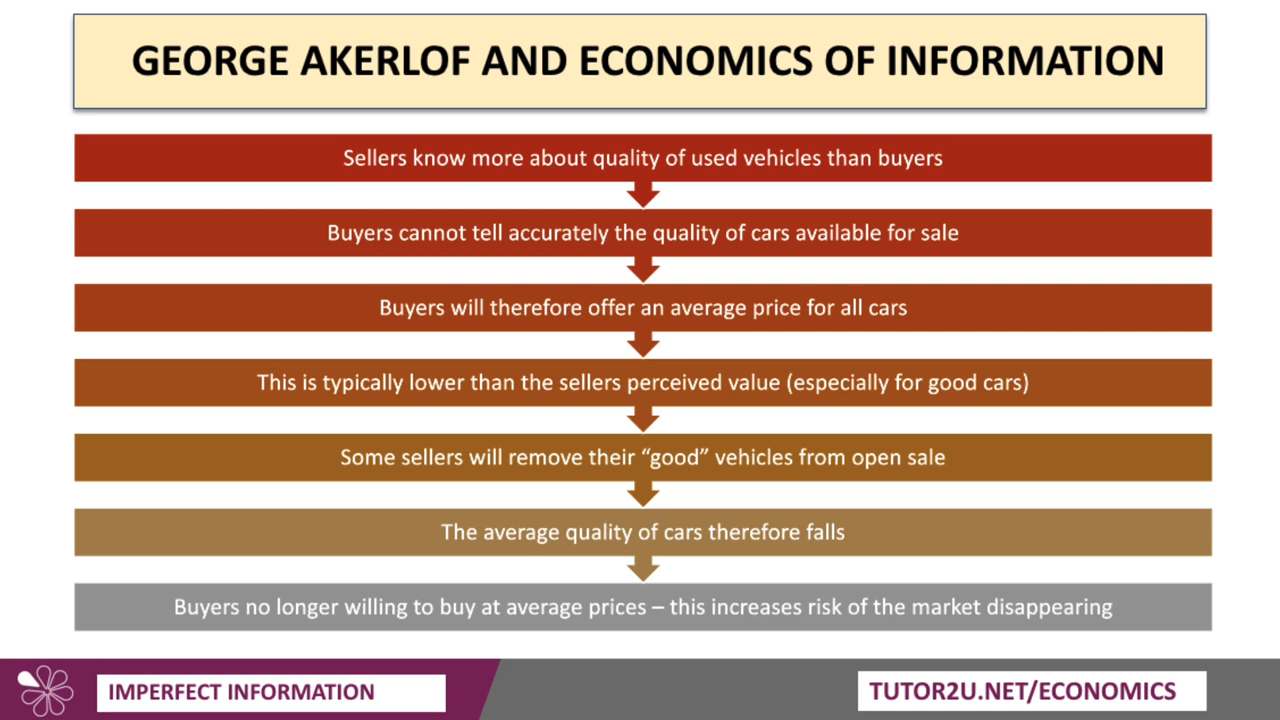 GEORGE AKERLOF AND ECONOMICS OF INFORMATION
Sellers know more about quality of used vehicles than buyers
Buyers cannot tell accurately the quality of cars available for sale
Buyers will therefore offer an average price for all cars
This is typically lower than the sellers perceived value (especially for good cars)
Some sellers will remove their “good” vehicles from open sale
The average quality of cars therefore falls
Buyers no longer willing to buy at average prices – this increases risk of the market disappearing
IMPERFECT INFORMATION
TUTOR2U.NET/ECONOMICS